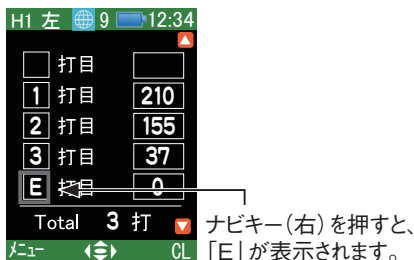 H1 左 9 12:34
打目
1 打目 210
2 打目 155
3 打目 37
E 打目 0
Total 3 打
ﾒﾆｭｰ CL
ナビキー(右)を押すと、
「E」が表示されます。